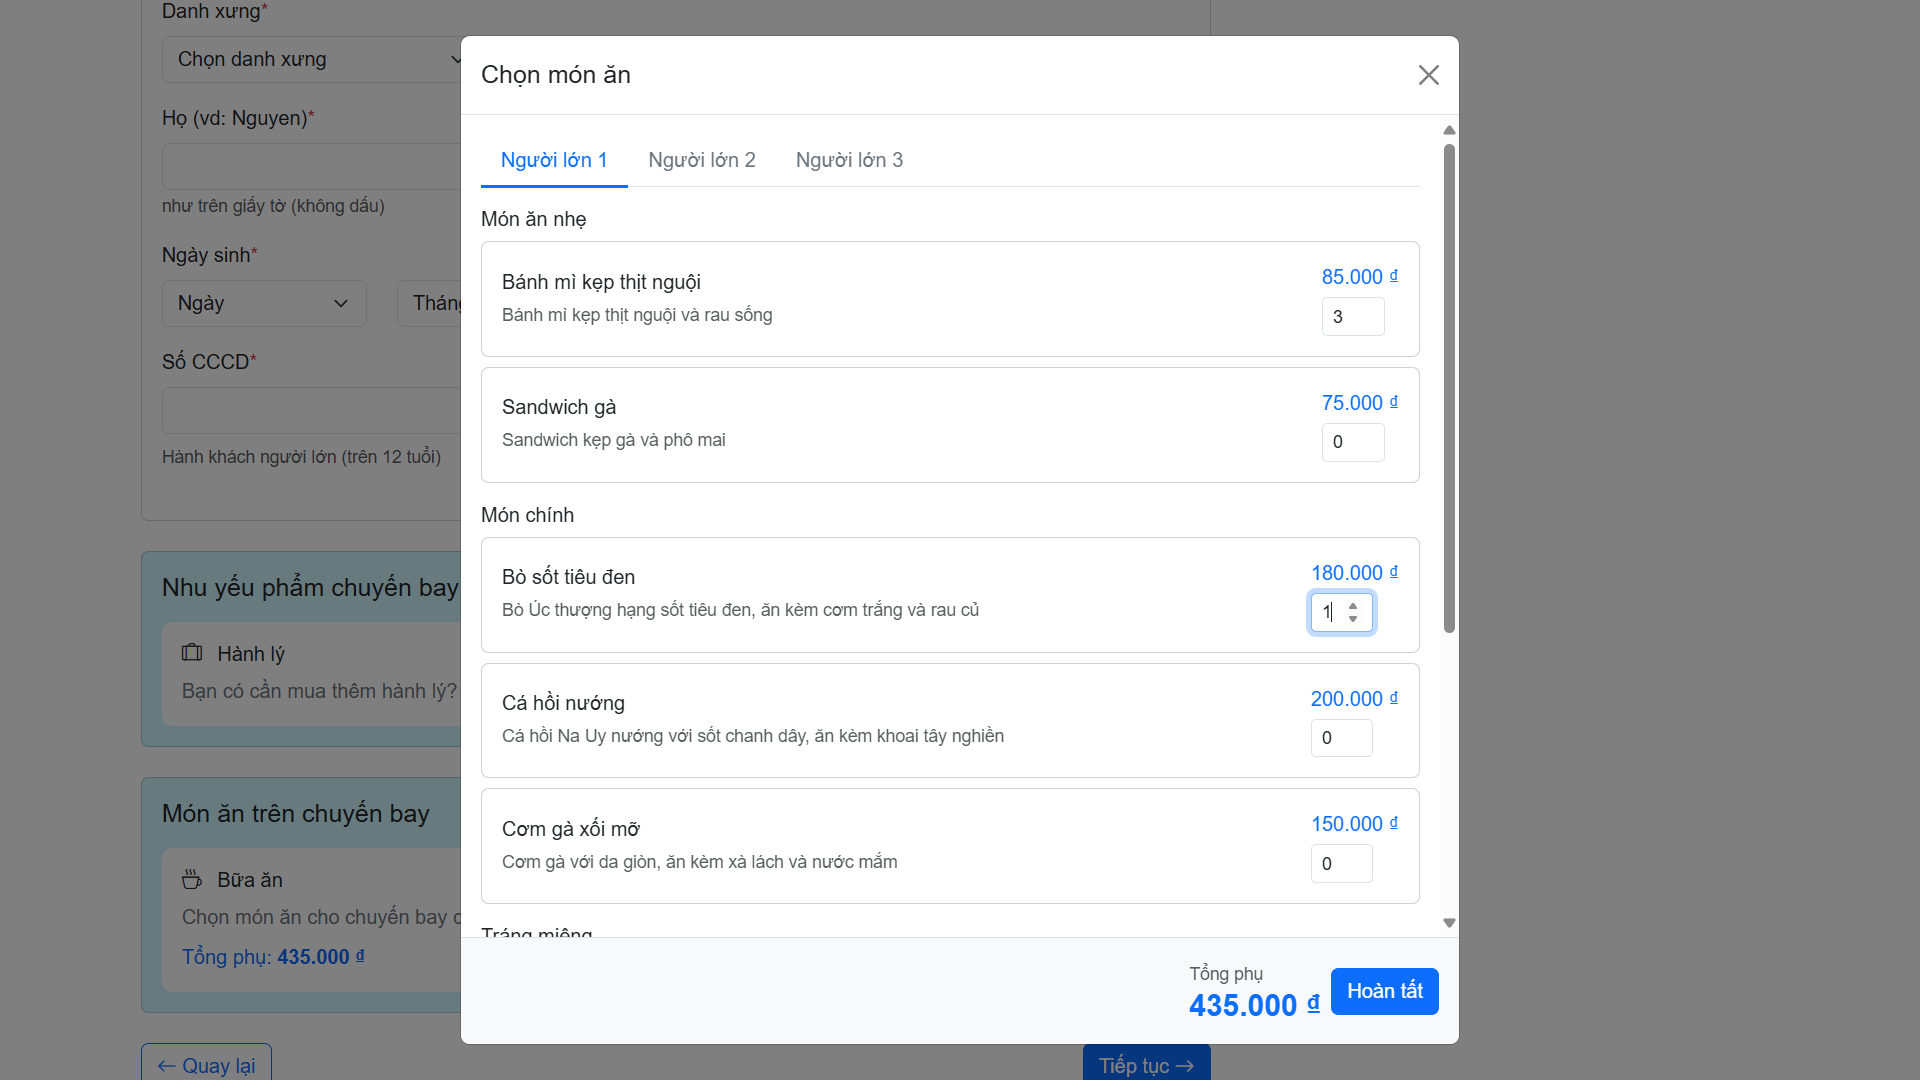 Danh xưng*
Chọn danh xưng
Họ (vd: Nguyen)*
như trên giấy tờ (không dấu)
Ngày sinh*
Ngày
Thán
Số CCCD*
Hành khách người lớn (trên 12 tuổi)
Nhu yếu phẩm chuyến bay
Hành lý
Bạn có cần mua thêm hành lý?
Món ăn trên chuyến bay
Bữa ăn
Chọn món ăn cho chuyến bay
Tổng phụ: 435.000 ₫
← Quay lại
Tiếp tục →
Chọn món ăn
Người lớn 1
Người lớn 2
Người lớn 3
Món ăn nhẹ
Bánh mì kẹp thịt nguội
85.000 ₫
Bánh mì kẹp thịt nguội và rau sống
3
Sandwich gà
75.000 ₫
Sandwich kẹp gà và phô mai
0
Món chính
Bò sốt tiêu đen
180.000 ₫
Bò Úc thượng hạng sốt tiêu đen, ăn kèm cơm trắng và rau củ
1
Cá hồi nướng
200.000 ₫
Cá hồi Na Uy nướng với sốt chanh dây, ăn kèm khoai tây nghiền
0
Cơm gà xối mỡ
150.000 ₫
Cơm gà với da giòn, ăn kèm xà lách và nước mắm
0
Tráng miệng
Tổng phụ
435.000 ₫
Hoàn tất